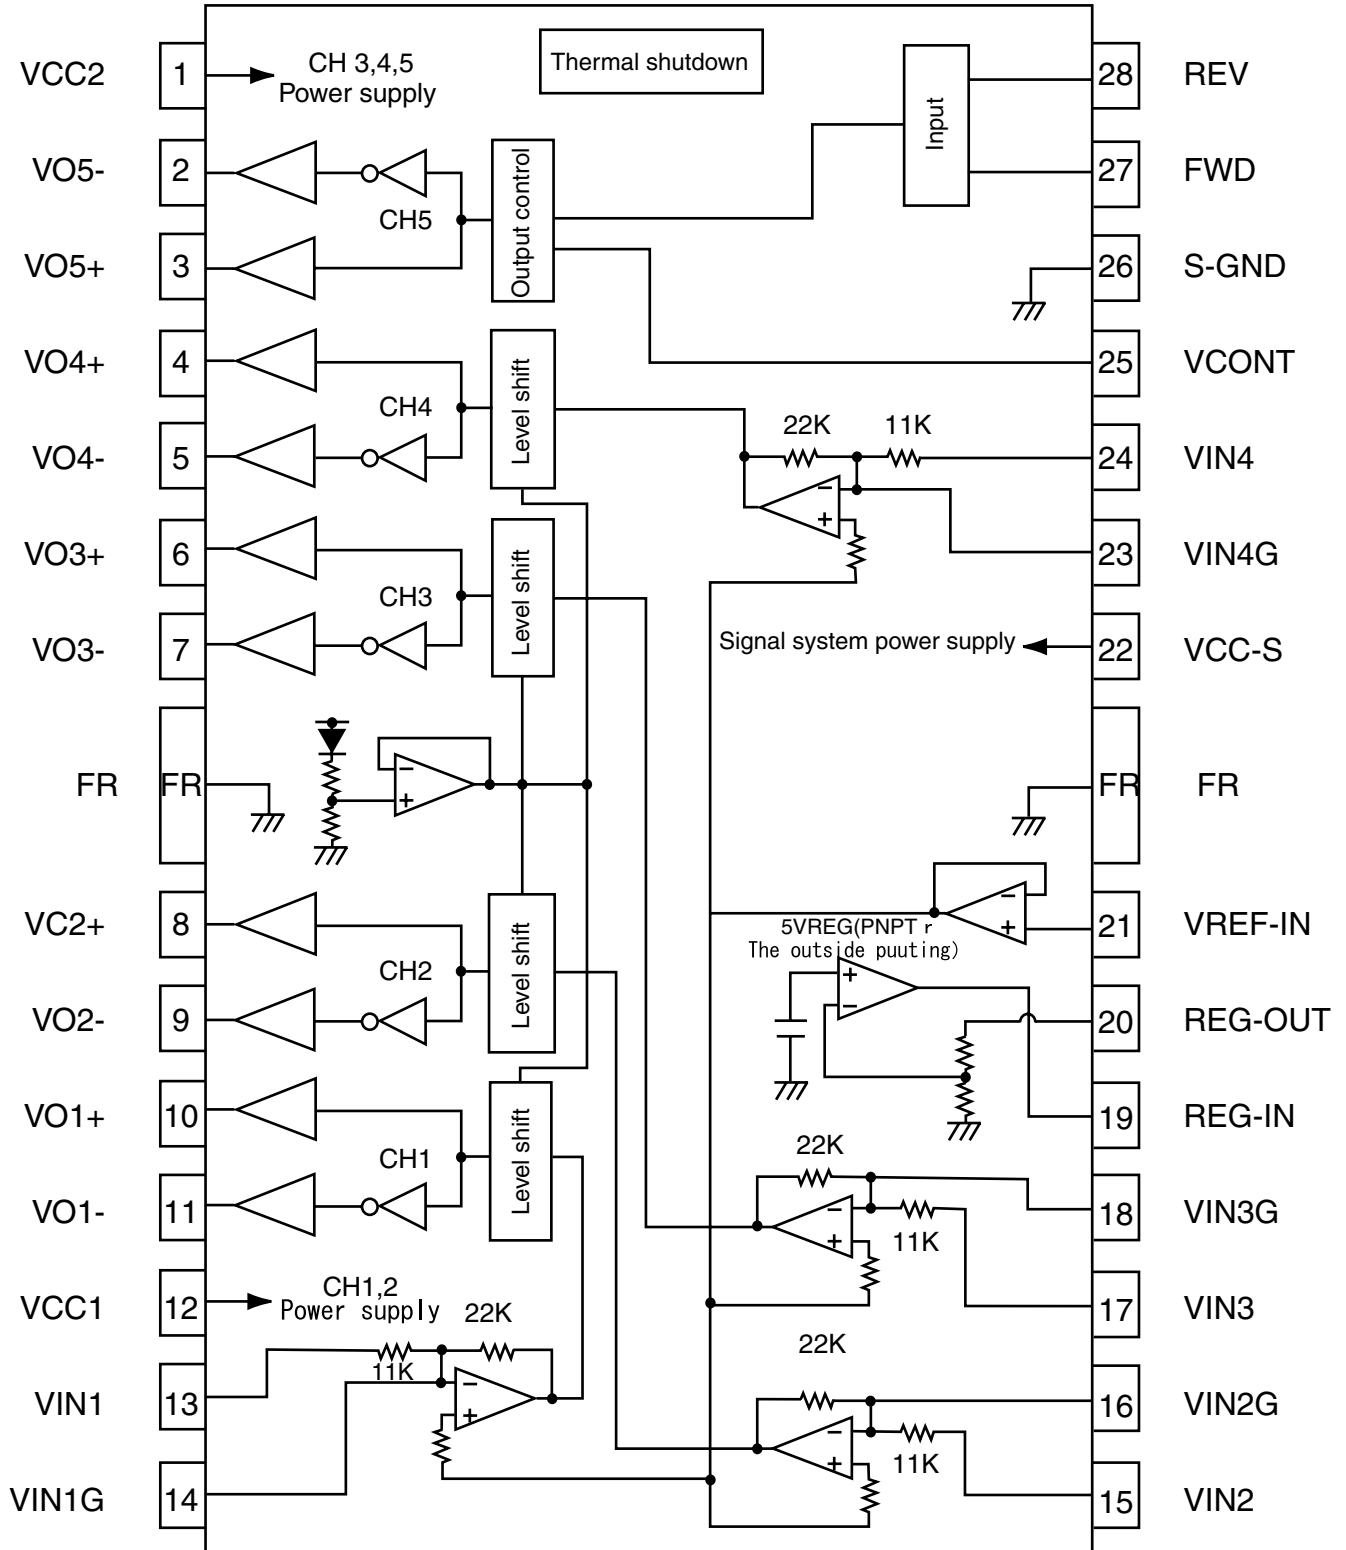 VCC2 1 CH 3,4,5 Thermal shutdown 28 REV
Power supply
Input
VO5- 2 27 FWD
CH5
Output control
VO5+ 3 26 S-GND
VO4+ 4 25 VCONT
CH4
Level shift
22K 11K
VO4- 5 - 24 VIN4
+
VO3+ 6 23 VIN4G
CH3
Level shift
VO3- 7 Signal system power supply 22 VCC-S
FR FR - FR FR
+
VC2+ 8 - 21 VREF-IN
+
5VREG(PNPT r
The outside puuting)
CH2
Level shift
+
-
VO2- 9 20 REG-OUT
VO1+ 10 19 REG-IN
CH1
Level shift
22K
VO1- 11 - 18 VIN3G
+
11K
VCC1 12 CH1,2 17 VIN3
Power supply 22K
22K
11K
VIN1 13 - 16 VIN2G
+
-
+
11K
VIN1G 14 15 VIN2